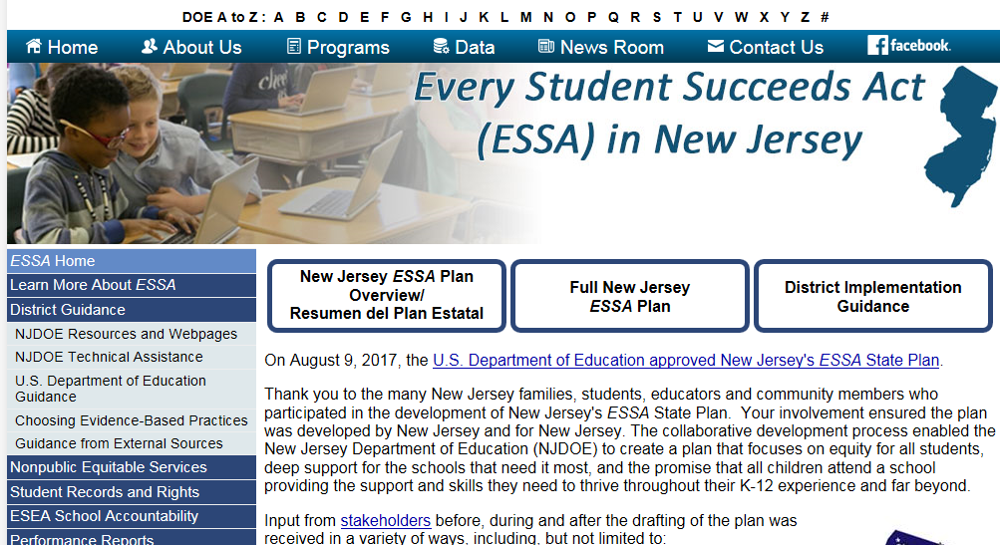 DOE A to Z : A B C D E F G H I J K L M N O P Q R S T U V W X Y Z #
Home About Us Programs Data News Room Contact Us facebook.
Every Student Succeeds Act
(ESSA) in New Jersey
ESSA Home
Learn More About ESSA
District Guidance
NJDOE Resources and Webpages
NJDOE Technical Assistance
U.S. Department of Education
Guidance
Choosing Evidence-Based Practices
Guidance from External Sources
Nonpublic Equitable Services
Student Records and Rights
ESEA School Accountability
Performance Reports
New Jersey ESSA Plan
Overview/
Resumen del Plan Estatal
Full New Jersey
ESSA Plan
District Implementation
Guidance
On August 9, 2017, the U.S. Department of Education approved New Jersey's ESSA State Plan.
Thank you to the many New Jersey families, students, educators and community members who
participated in the development of New Jersey's ESSA State Plan. Your involvement ensured the plan
was developed by New Jersey and for New Jersey. The collaborative development process enabled the
New Jersey Department of Education (NJDOE) to create a plan that focuses on equity for all students,
deep support for the schools that need it most, and the promise that all children attend a school
providing the support and skills they need to thrive throughout their K-12 experience and far beyond.
Input from stakeholders before, during and after the drafting of the plan was
received in a variety of ways, including, but not limited to: